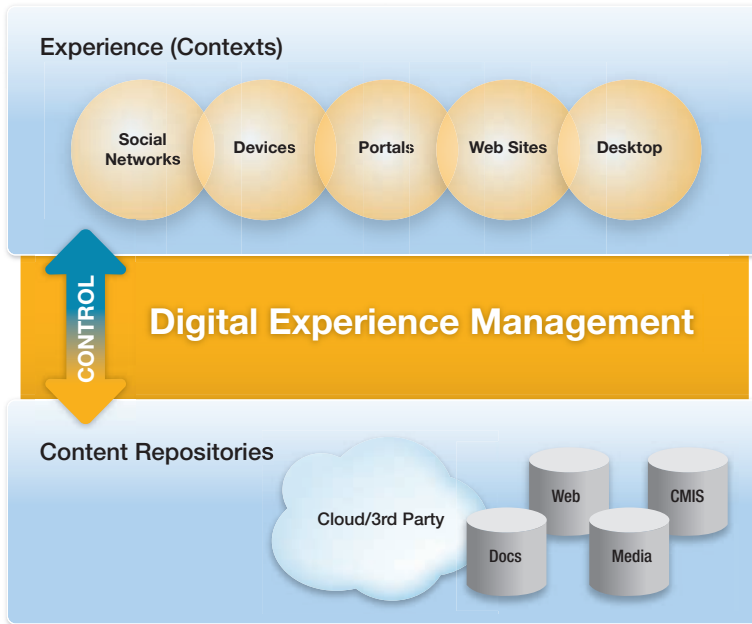 Experience (Contexts)
Social
Networks
Devices
Portals
Web Sites
Desktop
CONTROL
Digital Experience Management
Content Repositories
Cloud/3rd Party
Web
CMIS
Docs
Media